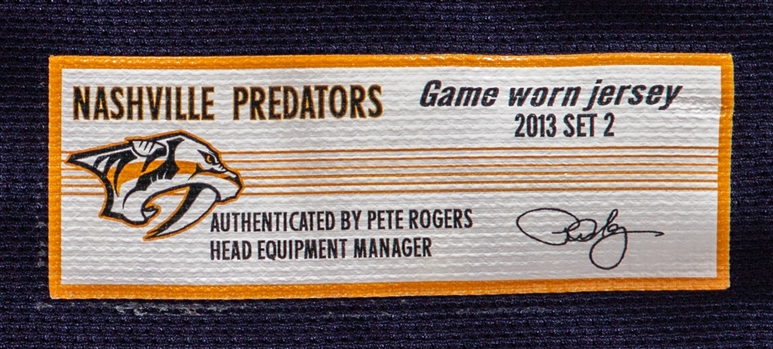 NASHVILLE PREDATORS
Game worn jersey
2013 SET 2
AUTHENTICATED BY PETE ROGERS
HEAD EQUIPMENT MANAGER